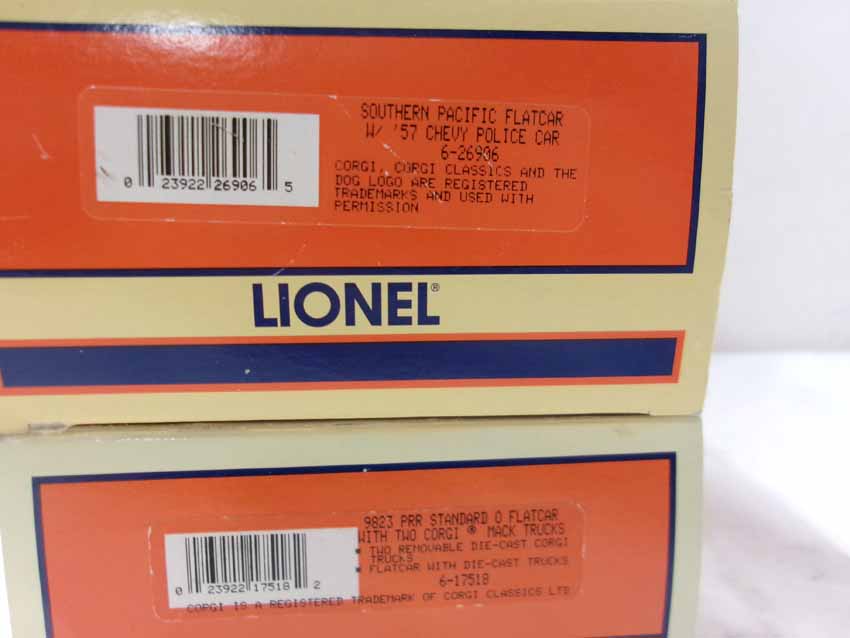 SOUTHERN PACIFIC FLATCAR
W/ '57 CHEVY POLICE CAR
6-26906
CORGI, CORGI CLASSICS AND THE
DOG LOGO ARE REGISTERED
TRADEMARKS AND USED WITH
PERMISSION
0 23922 26906 5
LIONEL®
9823 PRR STANDARD O FLATCAR
WITH TWO CORGI ® MACK TRUCKS
• TWO REMOVABLE DIE-CAST CORGI
TRUCKS
• FLATCAR WITH DIE-CAST TRUCKS
6-17518
0 23922 17518 2
CORGI IS A REGISTERED TRADEMARK OF CORGI CLASSICS LTD